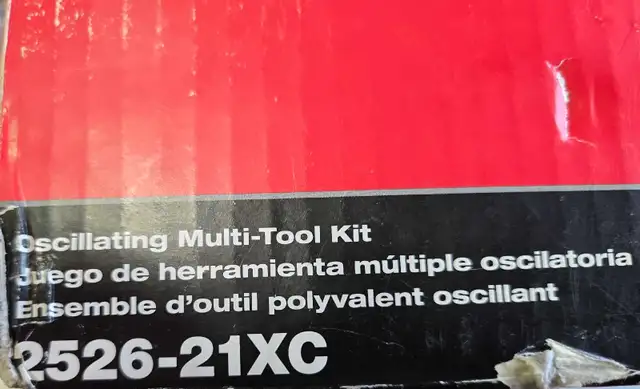 Oscillating Multi-Tool Kit
Juego de herramienta múltiple oscilatoria
Ensemble d'outil polyvalent oscillant
2526-21XC